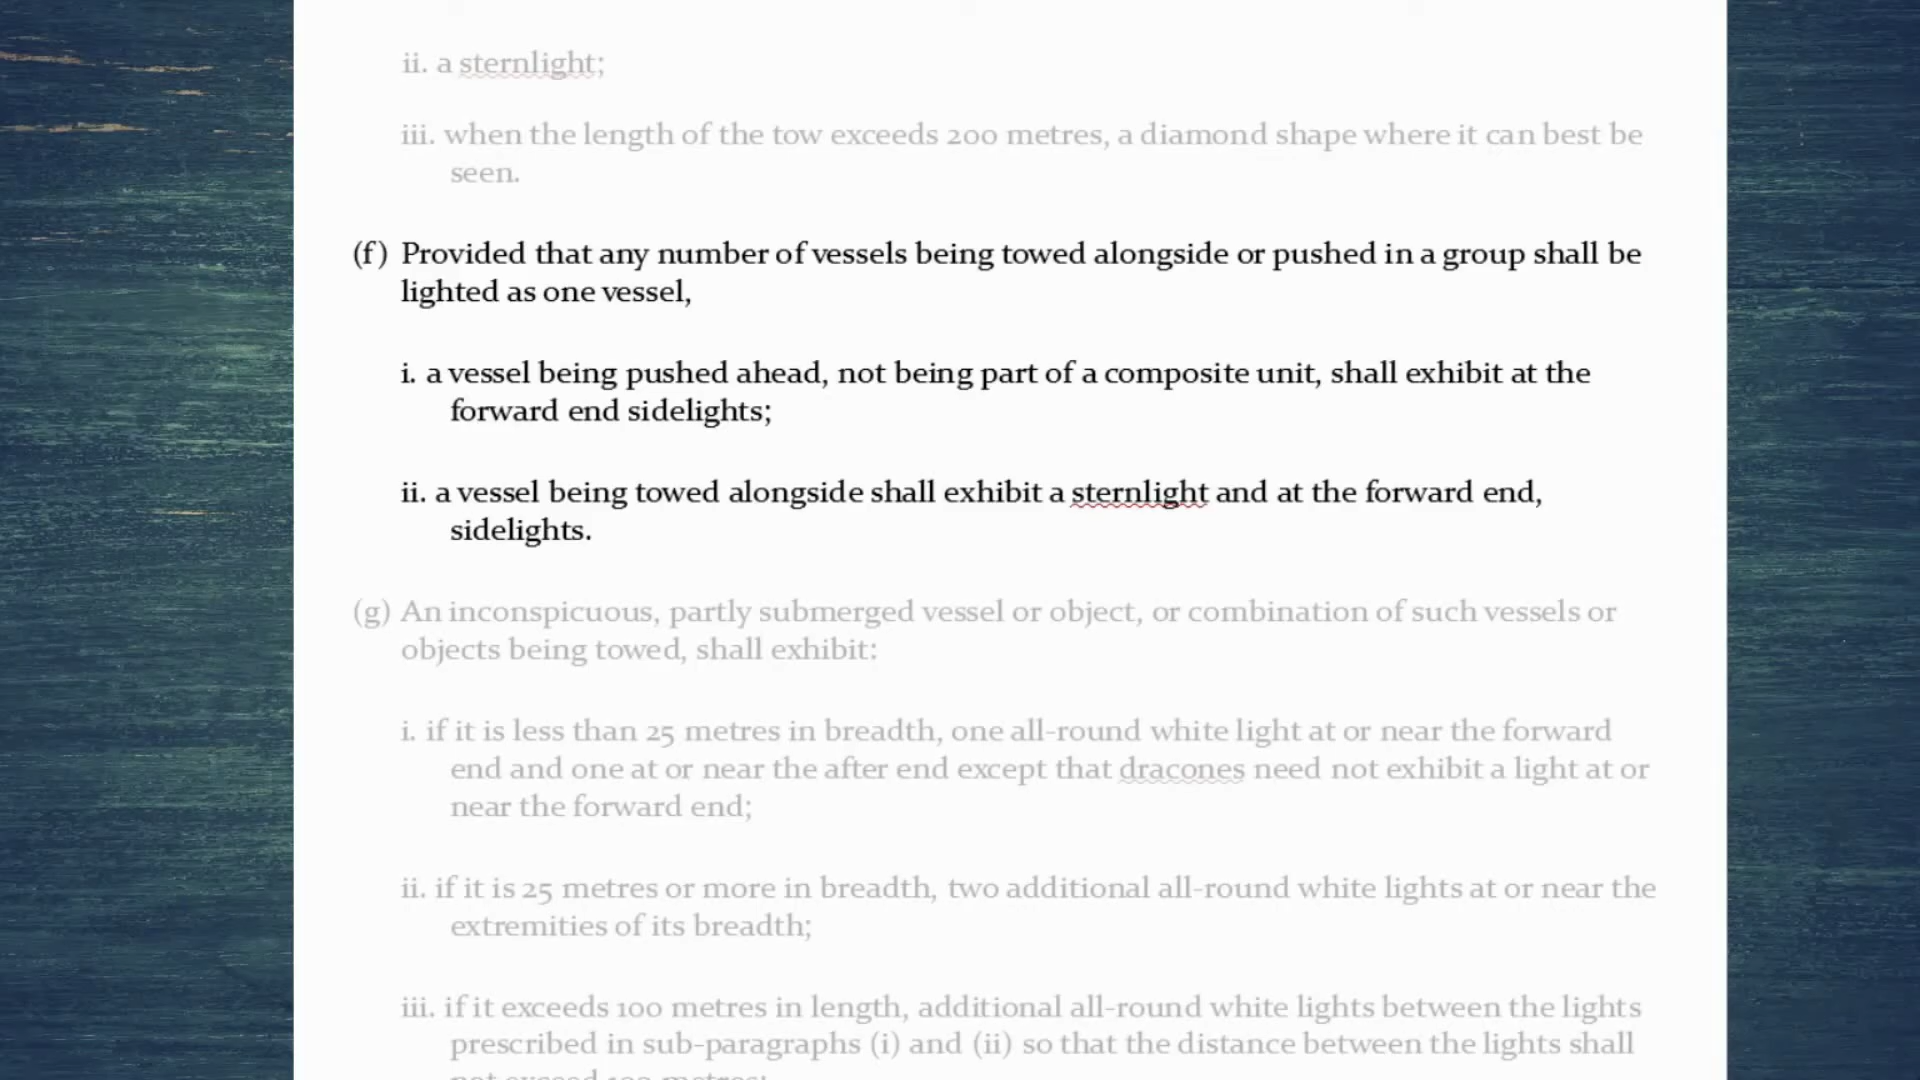 ii. a sternlight;
iii. when the length of the tow exceeds 200 metres, a diamond shape where it can best be
seen.
(f) Provided that any number of vessels being towed alongside or pushed in a group shall be
lighted as one vessel,
i. a vessel being pushed ahead, not being part of a composite unit, shall exhibit at the
forward end sidelights;
ii. a vessel being towed alongside shall exhibit a sternlight and at the forward end,
sidelights.
(g) An inconspicuous, partly submerged vessel or object, or combination of such vessels or
objects being towed, shall exhibit:
i. if it is less than 25 metres in breadth, one all-round white light at or near the forward
end and one at or near the after end except that dracones need not exhibit a light at or
near the forward end;
ii. if it is 25 metres or more in breadth, two additional all-round white lights at or near the
extremities of its breadth;
iii. if it exceeds 100 metres in length, additional all-round white lights between the lights
prescribed in sub-paragraphs (i) and (ii) so that the distance between the lights shall
not exceed 100 metres;